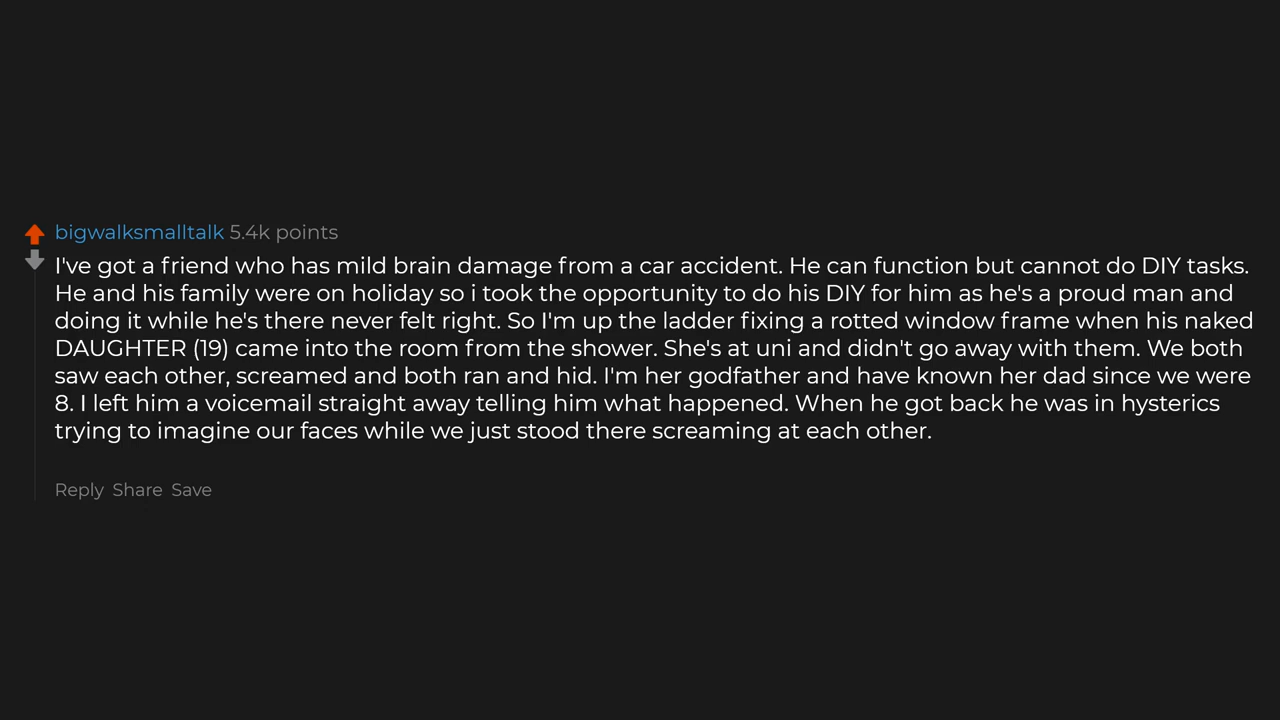 bigwalksmalltalk 5.4k points
I've got a friend who has mild brain damage from a car accident. He can function but cannot do DIY tasks.
He and his family were on holiday so i took the opportunity to do his DIY for him as he's a proud man and
doing it while he's there never felt right. So I'm up the ladder fixing a rotted window frame when his naked
DAUGHTER (19) came into the room from the shower. She's at uni and didn't go away with them. We both
saw each other, screamed and both ran and hid. I'm her godfather and have known her dad since we were
8. I left him a voicemail straight away telling him what happened. When he got back he was in hysterics
trying to imagine our faces while we just stood there screaming at each other.
Reply Share Save